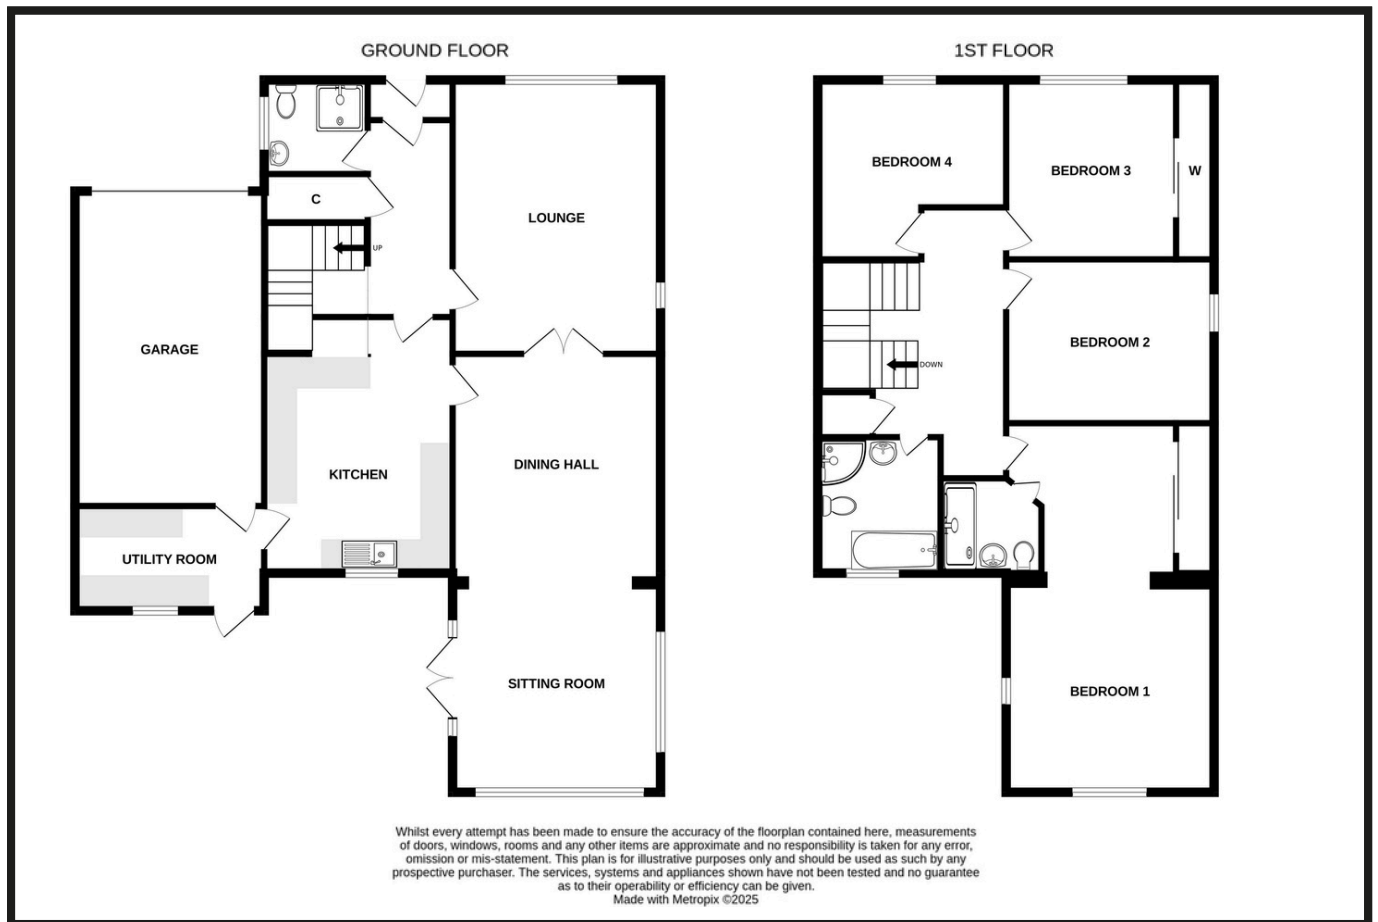 GROUND FLOOR
C
UP
LOUNGE
GARAGE
KITCHEN
DINING HALL
UTILITY ROOM
SITTING ROOM
1ST FLOOR
BEDROOM 4
BEDROOM 3
W
BEDROOM 2
DOWN
BEDROOM 1
Whilst every attempt has been made to ensure the accuracy of the floorplan contained here, measurements
of doors, windows, rooms and any other items are approximate and no responsibility is taken for any error,
omission or mis-statement. This plan is for illustrative purposes only and should be used as such by any
prospective purchaser. The services, systems and appliances shown have not been tested and no guarantee
as to their operability or efficiency can be given.
Made with Metropix ©2025